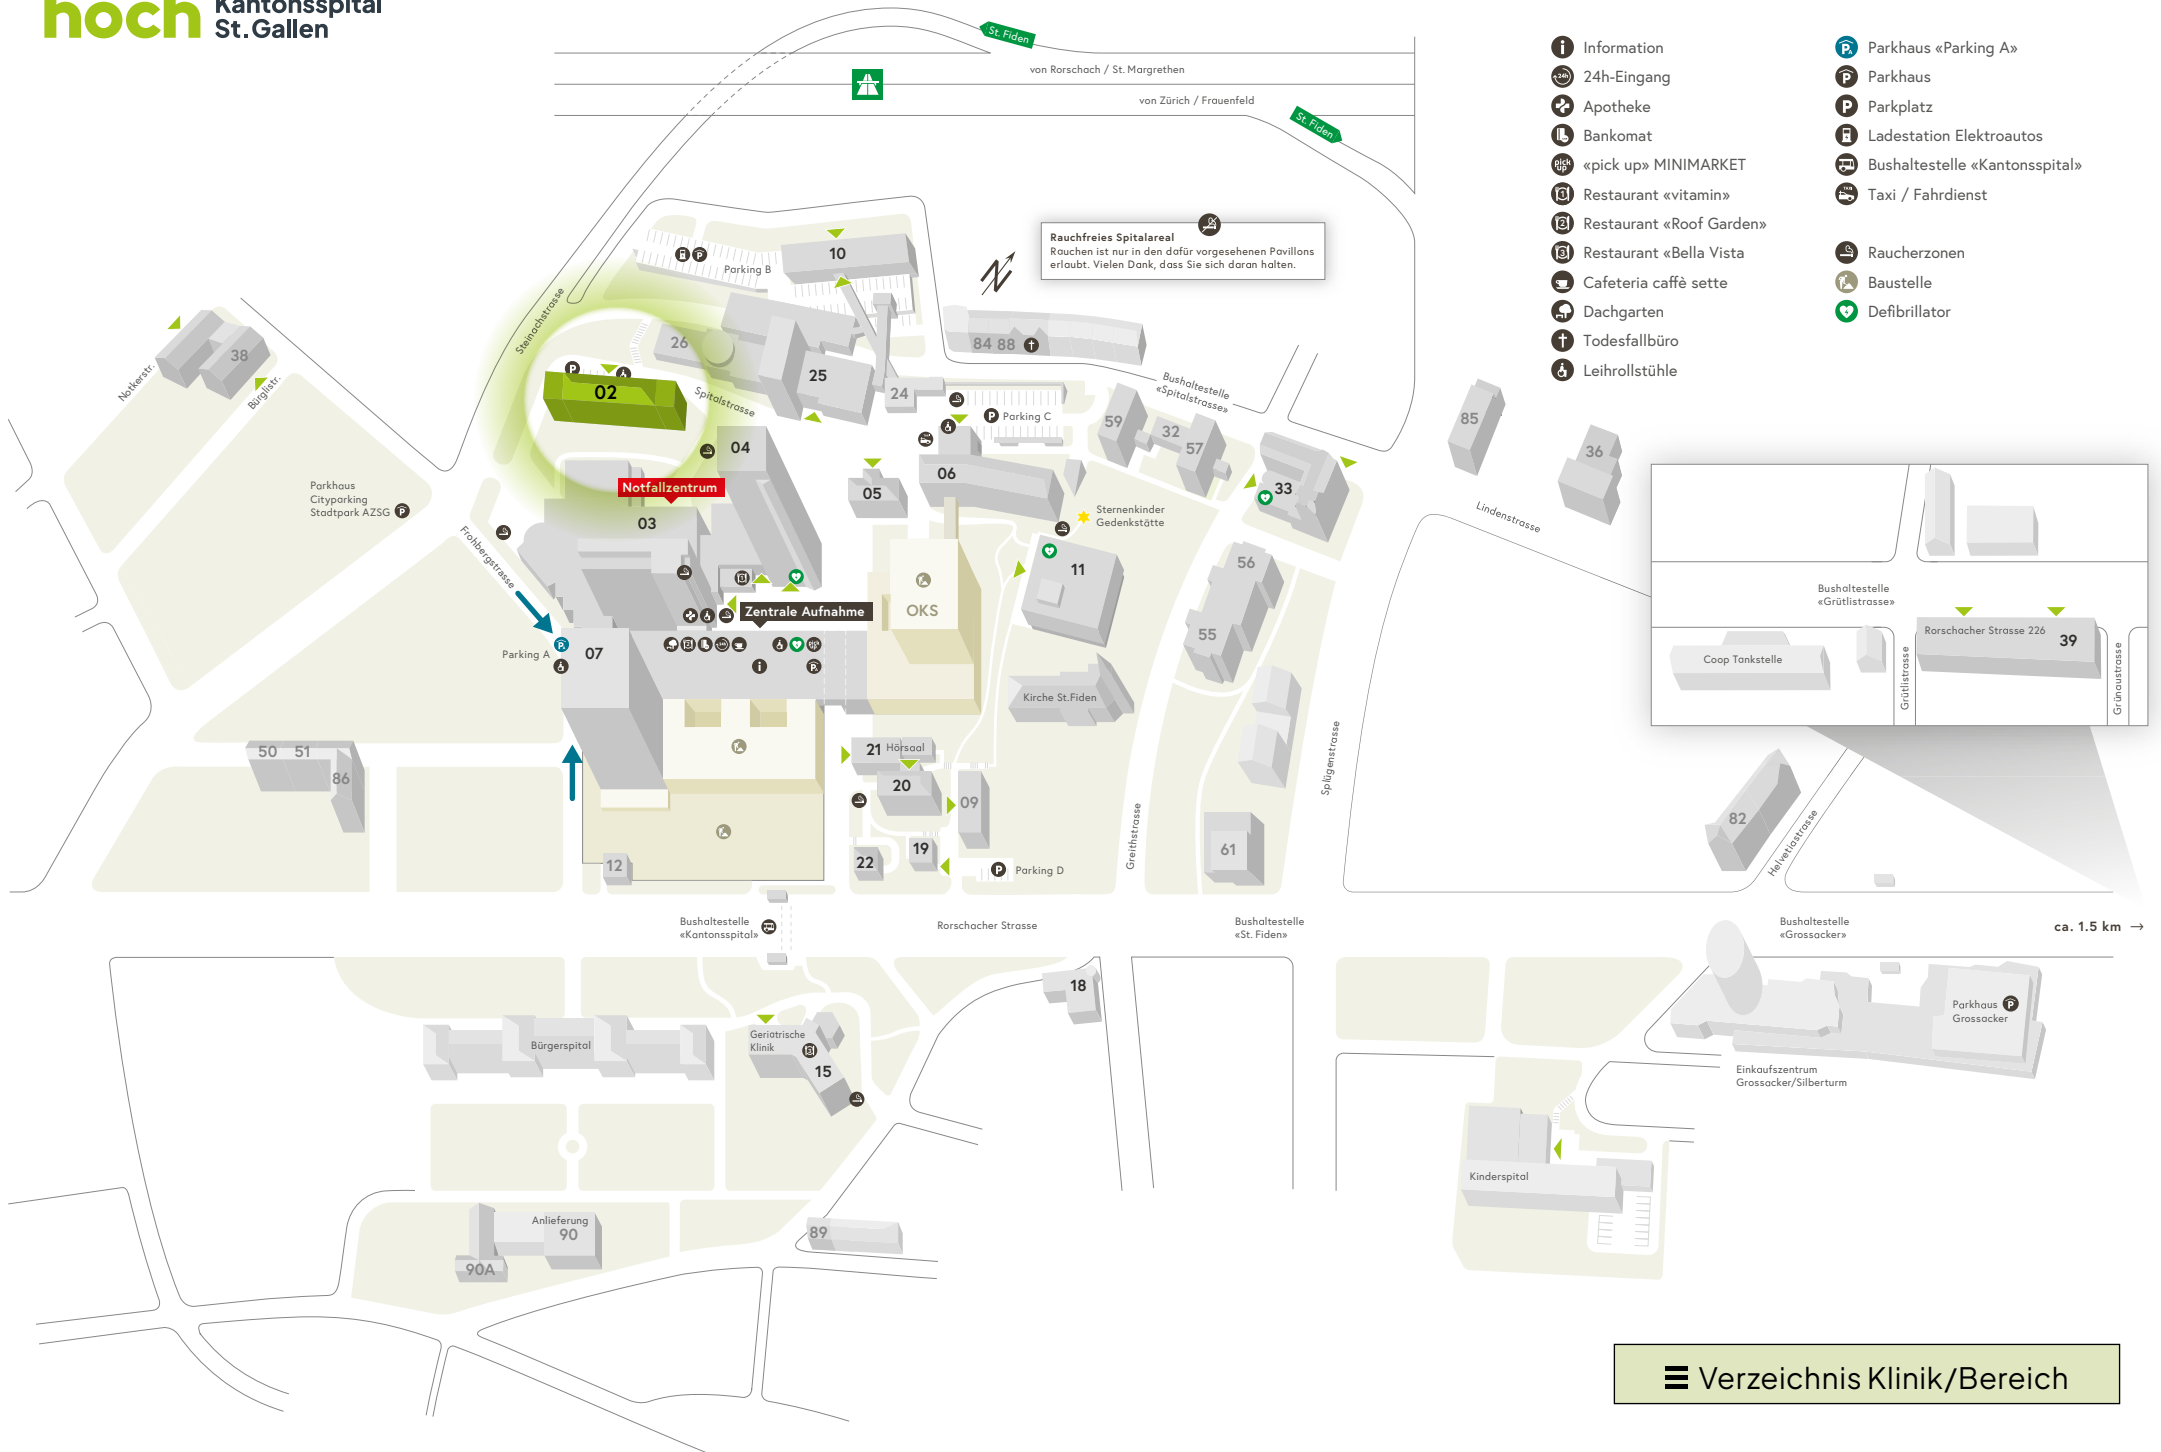 hoch Kantonsspital
St.Gallen
St. Fiden
von Rorschach / St. Margrethen
von Zürich / Frauenfeld
St. Fiden
Information
24h-Eingang
Apotheke
Bankomat
«pick up» MINIMARKET
Restaurant «vitamin»
Restaurant «Roof Garden»
Restaurant «Bella Vista
Cafeteria caffè sette
Dachgarten
Todesfallbüro
Leihrollstühle
Parkhaus «Parking A»
Parkhaus
Parkplatz
Ladestation Elektroautos
Bushaltestelle «Kantonsspital»
Taxi / Fahrdienst
Raucherzonen
Baustelle
Defibrillator
Rauchfreies Spitalareal
Rauchen ist nur in den dafür vorgesehenen Pavillons
erlaubt. Vielen Dank, dass Sie sich daran halten.
N
10
Parking B
Steinachstrasse
26
25
24
84 88
02
Spitalstrasse
Bushaltestelle
«Spitalstrasse»
Parking C
38
Notkerstr.
Bürglistr.
59
32
57
85
36
33
04
06
05
Notfallzentrum
03
Parkhaus
Cityparking
Stadtpark AZSG
Frohbergstrasse
Sternenkinder
Gedenkstätte
11
OKS
56
55
Lindenstrasse
Zentrale Aufnahme
Parking A
07
Kirche St.Fiden
Bushaltestelle
«Grütlistrasse»
Rorschacher Strasse 226
39
Coop Tankstelle
Grütlistrasse
Grünaustrasse
50 51
86
21 Hörsaal
20
09
19
22
12
Parking D
Greithstrasse
Splügenstrasse
61
82
Helvetiastrasse
Bushaltestelle
«Kantonsspital»
Rorschacher Strasse
Bushaltestelle
«St. Fiden»
Bushaltestelle
«Grossacker»
ca. 1.5 km →
18
Bürgerspital
Geriatrische
Klinik
15
Parkhaus
Grossacker
Einkaufszentrum
Grossacker/Silberturm
Kinderspital
Anlieferung
90
90A
89
Verzeichnis Klinik/Bereich